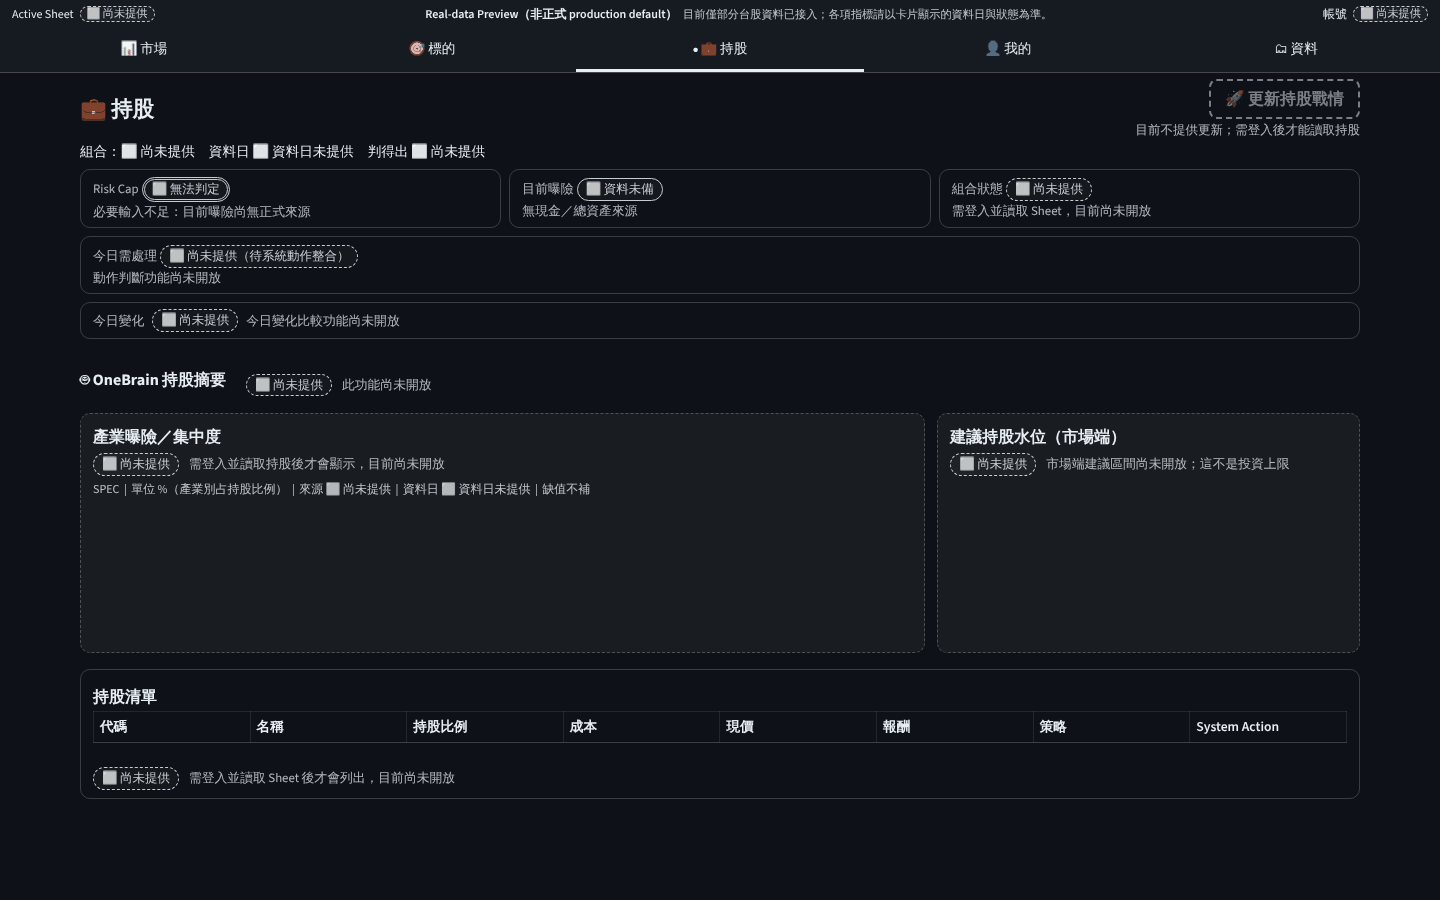 Active Sheet 尚未提供 Real-data Preview（非正式 production default） 目前僅部分台股資料已接入；各項指標請以卡片顯示的資料日與狀態為準。 帳號 尚未提供
市場 標的 持股 我的 資料
持股
更新持股戰情
目前不提供更新；需登入後才能讀取持股
組合： 尚未提供 資料日 資料日未提供 判得出 尚未提供
Risk Cap 無法判定
必要輸入不足：目前曝險尚無正式來源
目前曝險 資料未備
無現金／總資產來源
組合狀態 尚未提供
需登入並讀取 Sheet，目前尚未開放
今日需處理 尚未提供（待系統動作整合）
動作判斷功能尚未開放
今日變化 尚未提供 今日變化比較功能尚未開放
OneBrain 持股摘要 尚未提供 此功能尚未開放
產業曝險／集中度
尚未提供 需登入並讀取持股後才會顯示，目前尚未開放
SPEC｜單位 %（產業別占持股比例）｜來源 尚未提供｜資料日 資料日未提供｜缺值不補
建議持股水位（市場端）
尚未提供 市場端建議區間尚未開放；這不是投資上限
持股清單
代碼 名稱 持股比例 成本 現價 報酬 策略 System Action
尚未提供 需登入並讀取 Sheet 後才會列出，目前尚未開放